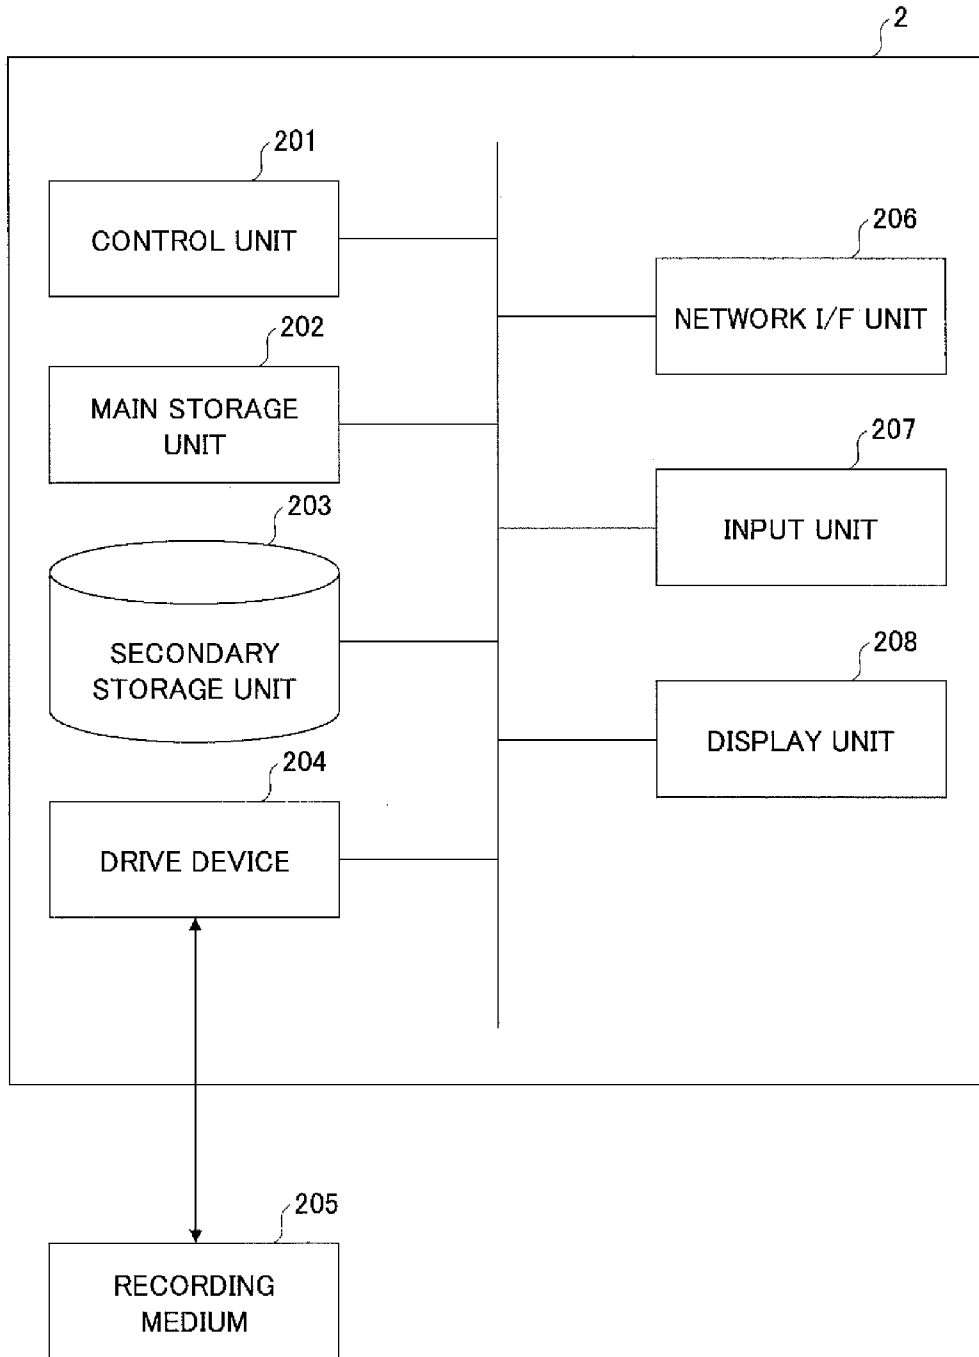 2
201
CONTROL UNIT
206
NETWORK I/F UNIT
202
MAIN STORAGE
UNIT
207
INPUT UNIT
203
SECONDARY
STORAGE UNIT
208
DISPLAY UNIT
204
DRIVE DEVICE
205
RECORDING
MEDIUM